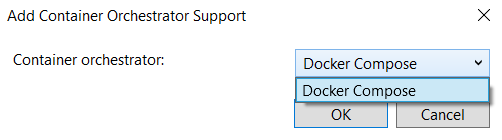 Add Container Orchestrator Support
Container orchestrator:
Docker Compose
Docker Compose
OK
Cancel